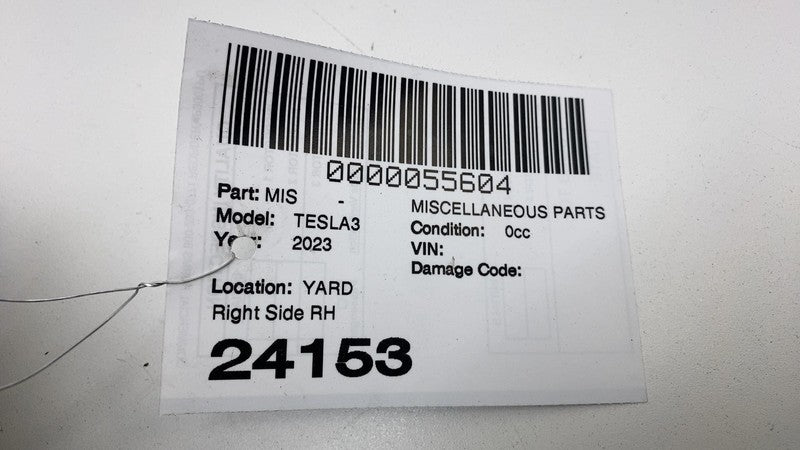 0000055604
Part: MIS -
MISCELLANEOUS PARTS
Model: TESLA3
Condition: 0cc
Year: 2023
VIN:
Damage Code:
Location: YARD
Right Side RH
24153